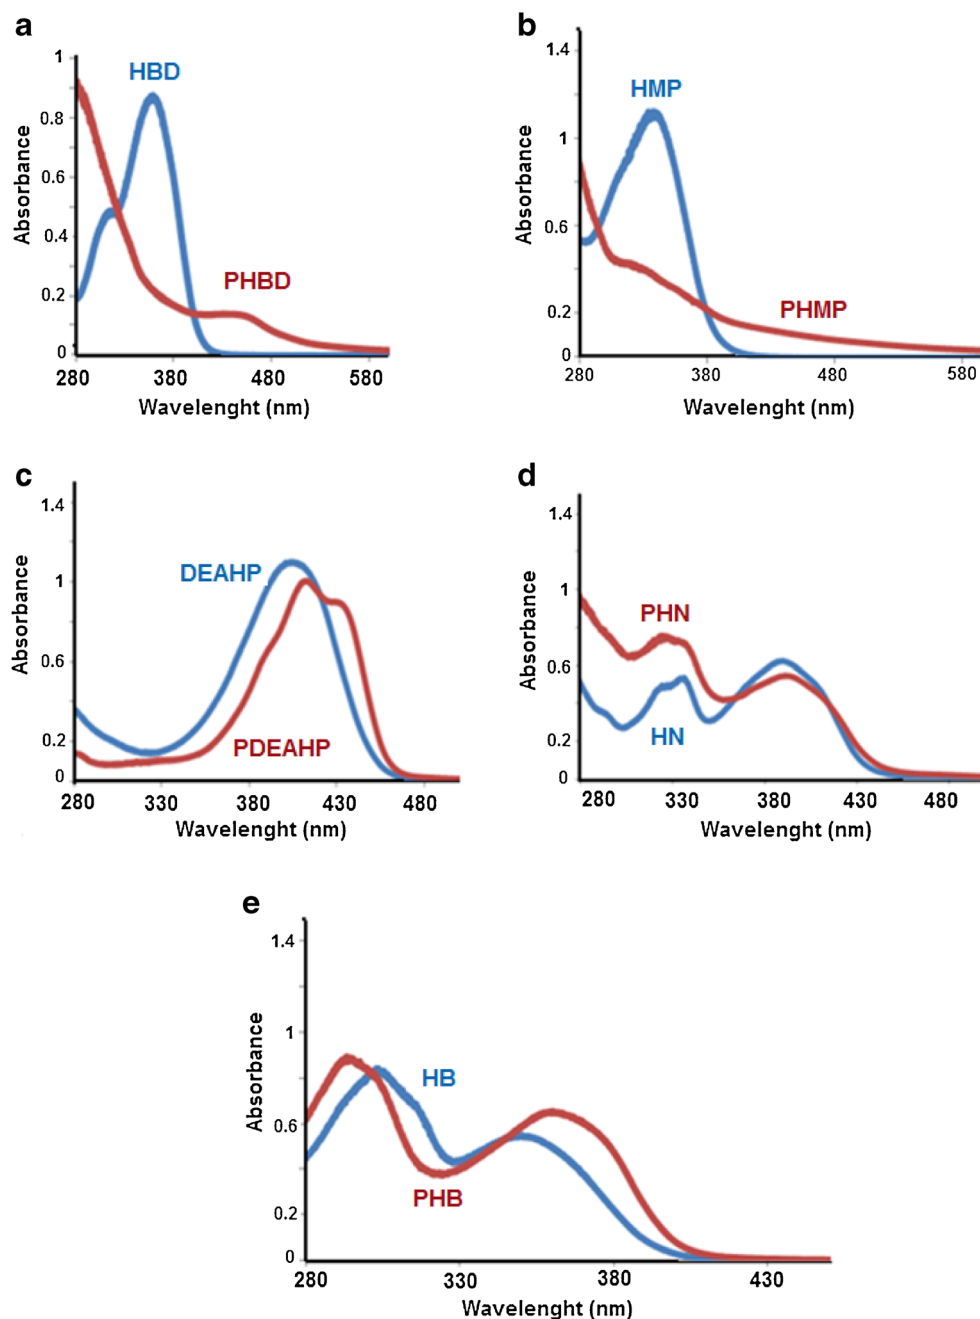 a
1
HBD
0.8
Absorbance
0.6
0.4
PHBD
0.2
0
280 380 480 580
Wavelenght (nm)
b
1.4
HMP
1
Absorbance
0.6
0.2
PHMP
0
280 380 480 580
Wavelenght (nm)
c
1.4
DEAHP
1
Absorbance
0.6
PDEAHP
0.2
0
280 330 380 430 480
Wavelenght (nm)
d
1.4
1
PHN
Absorbance
0.6
HN
0.2
0
280 330 380 430 480
Wavelenght (nm)
e
1.4
1
HB
Absorbance
0.6
PHB
0.2
0
280 330 380 430
Wavelenght (nm)